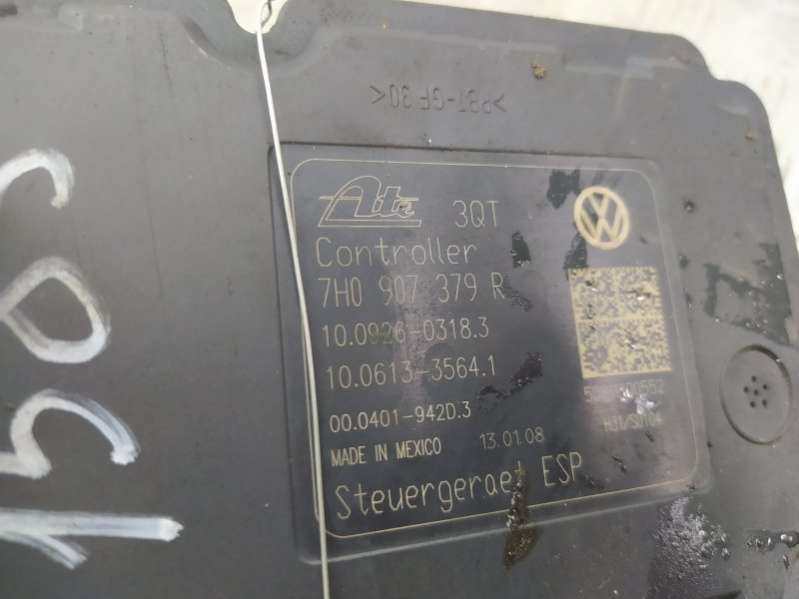 >PBT-GF30<
Ate 3QT
Controller
7H0 907 379 R
10.0926-0318.3
10.0613-3564.1
00.0401-942D.3
MADE IN MEXICO 13.01.08
Steuergeraet ESP